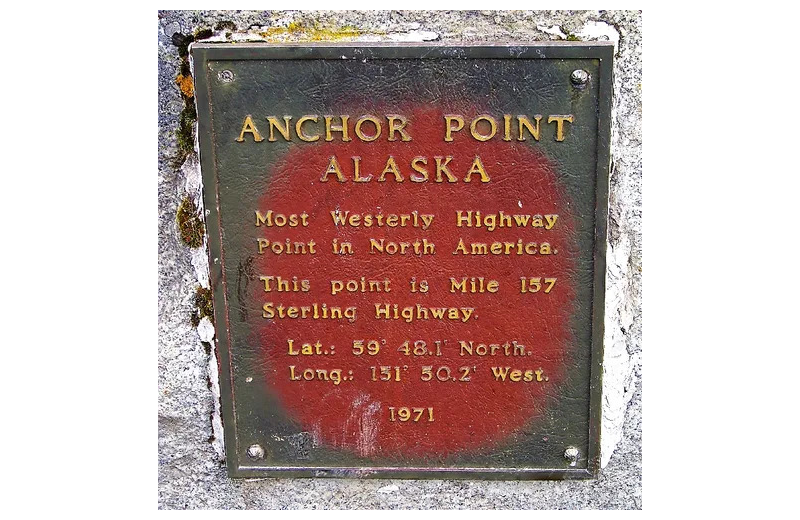 ANCHOR POINT
ALASKA
Most Westerly Highway
Point in North America.
This point is Mile 157
Sterling Highway.
Lat.: 59° 48.1' North.
Long.: 151° 50.2' West.
1971